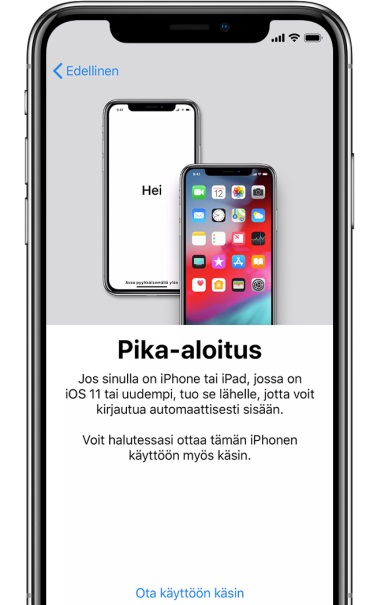 Edellinen
Hei
Avaa pyyhkäisemällä ylös
Pika-aloitus
Jos sinulla on iPhone tai iPad, jossa on
iOS 11 tai uudempi, tuo se lähelle, jotta voit
kirjautua automaattisesti sisään.
Voit halutessasi ottaa tämän iPhonen
käyttöön myös käsin.
Ota käyttöön käsin